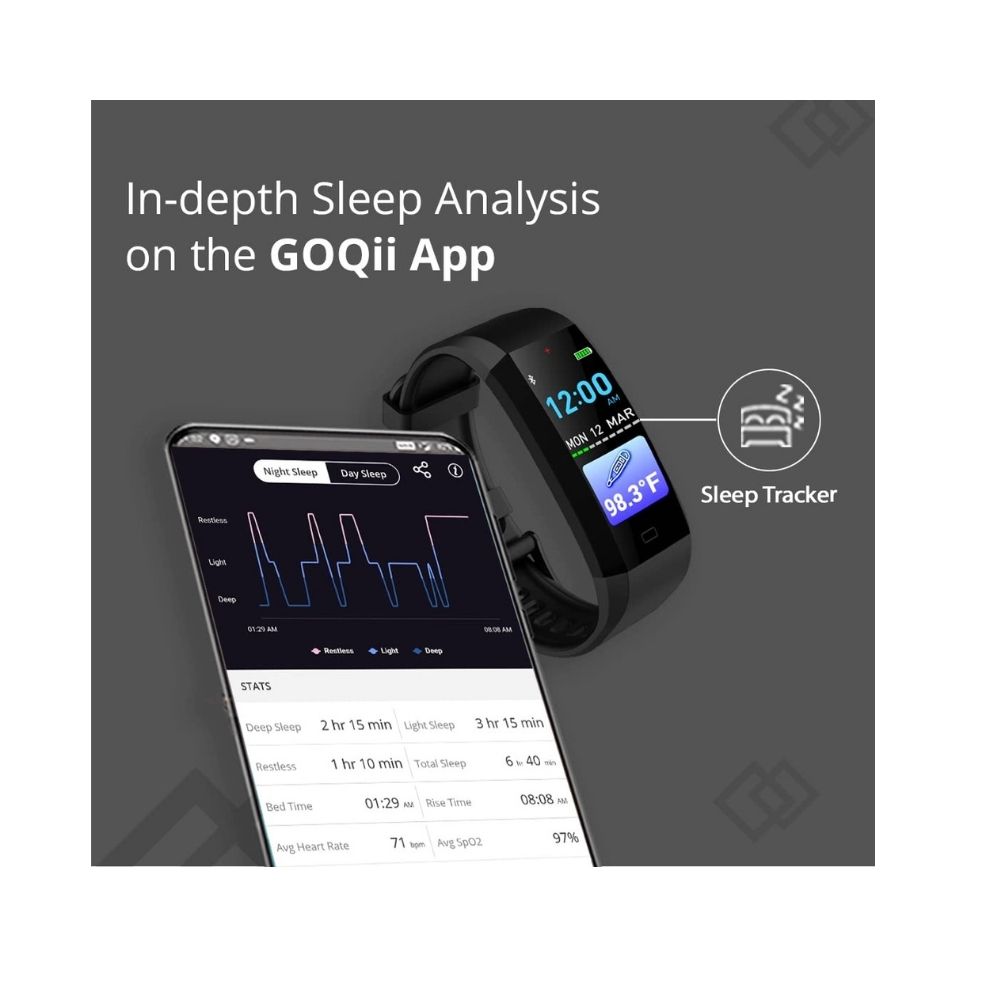 In-depth Sleep Analysis
on the GOQii App
12:00
AM
MON 12 MAR
98.3°F
Sleep Tracker
Night Sleep
Day Sleep
Restless
Light
Deep
01:29 AM
08:08 AM
Restless
Light
Deep
STATS
Deep Sleep 2 hr 15 min
Light Sleep 3 hr 15 min
Restless 1 hr 10 min
Total Sleep 6 hr 40 min
Bed Time 01:29 AM
Rise Time 08:08 AM
Avg Heart Rate 71 bpm
Avg SpO2 97%